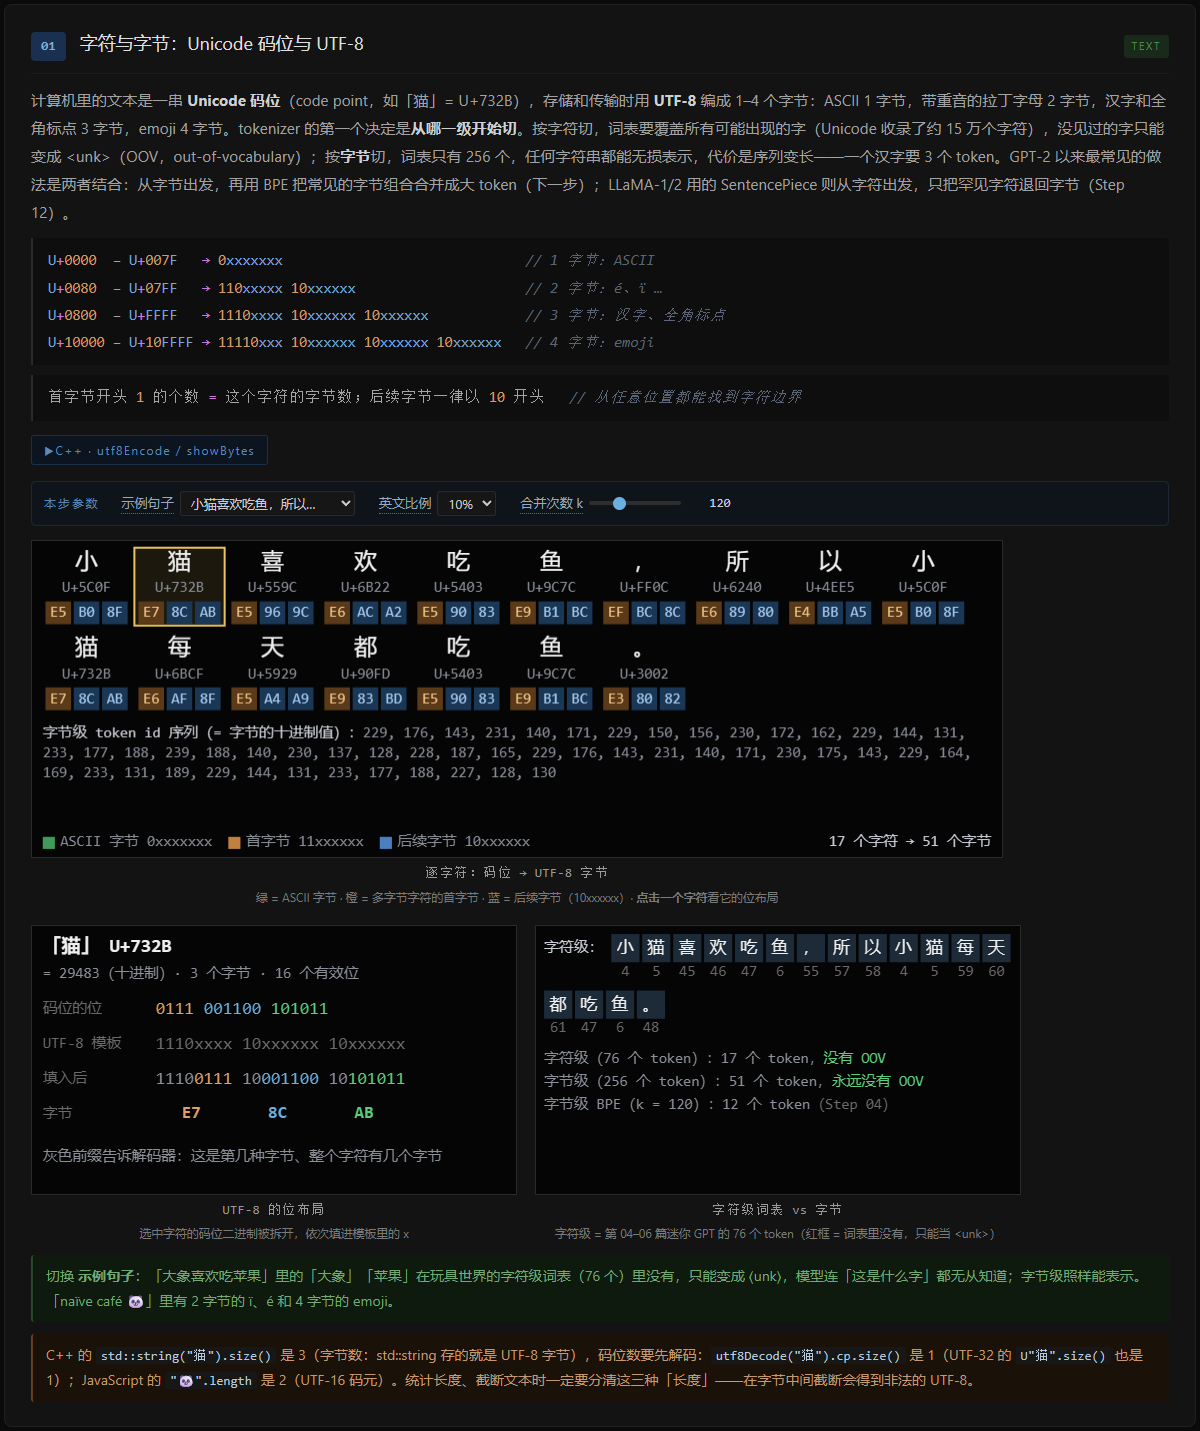 01 字符与字节：Unicode 码位与 UTF-8 TEXT
计算机里的文本是一串 Unicode 码位（code point，如「猫」= U+732B），存储和传输时用 UTF-8 编成 1–4 个字节：ASCII 1 字节，带重音的拉丁字母 2 字节，汉字和全
角标点 3 字节，emoji 4 字节。tokenizer 的第一个决定是从哪一级开始切。按字符切，词表要覆盖所有可能出现的字（Unicode 收录了约 15 万个字符），没见过的字只能
变成 <unk>（OOV，out-of-vocabulary）；按字节切，词表只有 256 个，任何字符串都能无损表示，代价是序列变长——一个汉字要 3 个 token。GPT-2 以来最常见的做
法是两者结合：从字节出发，再用 BPE 把常见的字节组合合并成大 token（下一步）；LLaMA-1/2 用的 SentencePiece 则从字符出发，只把罕见字符退回字节（Step
12）。
U+0000 – U+007F → 0xxxxxxx // 1 字节: ASCII
U+0080 – U+07FF → 110xxxxx 10xxxxxx // 2 字节: é、ï …
U+0800 – U+FFFF → 1110xxxx 10xxxxxx 10xxxxxx // 3 字节: 汉字、全角标点
U+10000 – U+10FFFF → 11110xxx 10xxxxxx 10xxxxxx 10xxxxxx // 4 字节: emoji
首字节开头 1 的个数 = 这个字符的字节数；后续字节一律以 10 开头 // 从任意位置都能找到字符边界
▶C++ · utf8Encode / showBytes
本步参数 示例句子 小猫喜欢吃鱼，所以... 英文比例 10% 合并次数 k 120
小 猫 喜 欢 吃 鱼 ， 所 以 小
U+5C0F U+732B U+559C U+6B22 U+5403 U+9C7C U+FF0C U+6240 U+4EE5 U+5C0F
E5 B0 8F E7 8C AB E5 96 9C E6 AC A2 E5 90 83 E9 B1 BC EF BC 8C E6 89 80 E4 BB A5 E5 B0 8F
猫 每 天 都 吃 鱼 。
U+732B U+6BCF U+5929 U+90FD U+5403 U+9C7C U+3002
E7 8C AB E6 AF 8F E5 A4 A9 E9 83 BD E5 90 83 E9 B1 BC E3 80 82
字节级 token id 序列 (= 字节的十进制值) : 229, 176, 143, 231, 140, 171, 229, 150, 156, 230, 172, 162, 229, 144, 131,
233, 177, 188, 239, 188, 140, 230, 137, 128, 228, 187, 165, 229, 176, 143, 231, 140, 171, 230, 175, 143, 229, 164,
169, 233, 131, 189, 229, 144, 131, 233, 177, 188, 227, 128, 130
ASCII 字节 0xxxxxxx 首字节 11xxxxxx 后续字节 10xxxxxx 17 个字符 → 51 个字节
逐字符: 码位 → UTF-8 字节
绿 = ASCII 字节 · 橙 = 多字节字符的首字节 · 蓝 = 后续字节（10xxxxxx）· 点击一个字符看它的位布局
「猫」 U+732B
= 29483 (十进制) · 3 个字节 · 16 个有效位
码位的位 0111 001100 101011
UTF-8 模板 1110xxxx 10xxxxxx 10xxxxxx
填入后 11100111 10001100 10101011
字节 E7 8C AB
灰色前缀告诉解码器：这是第几种字节、整个字符有几个字节
UTF-8 的位布局
选中字符的码位二进制被拆开，依次填进模板里的 x
字符级： 小 猫 喜 欢 吃 鱼 ， 所 以 小 猫 每 天
4 5 45 46 47 6 55 57 58 4 5 59 60
都 吃 鱼 。
61 47 6 48
字符级 (76 个 token) : 17 个 token, 没有 OOV
字节级 (256 个 token) : 51 个 token, 永远没有 OOV
字节级 BPE (k = 120) : 12 个 token (Step 04)
字符级词表 vs 字节
字符级 = 第 04–06 篇迷你 GPT 的 76 个 token（红框 = 词表里没有，只能当 <unk>）
切换 示例句子：「大象喜欢吃苹果」里的「大象」「苹果」在玩具世界的字符级词表（76 个）里没有，只能变成 ⟨unk⟩，模型连「这是什么字」都无从知道；字节级照样能表示。
「naïve café 🐼」里有 2 字节的 ï、é 和 4 字节的 emoji。
C++ 的 std::string("猫").size() 是 3（字节数：std::string 存的就是 UTF-8 字节），码位数要先解码：utf8Decode("猫").cp.size() 是 1（UTF-32 的 U"猫".size() 也是
1）；JavaScript 的 "🐼".length 是 2（UTF-16 码元）。统计长度、截断文本时一定要分清这三种「长度」——在字节中间截断会得到非法的 UTF-8。